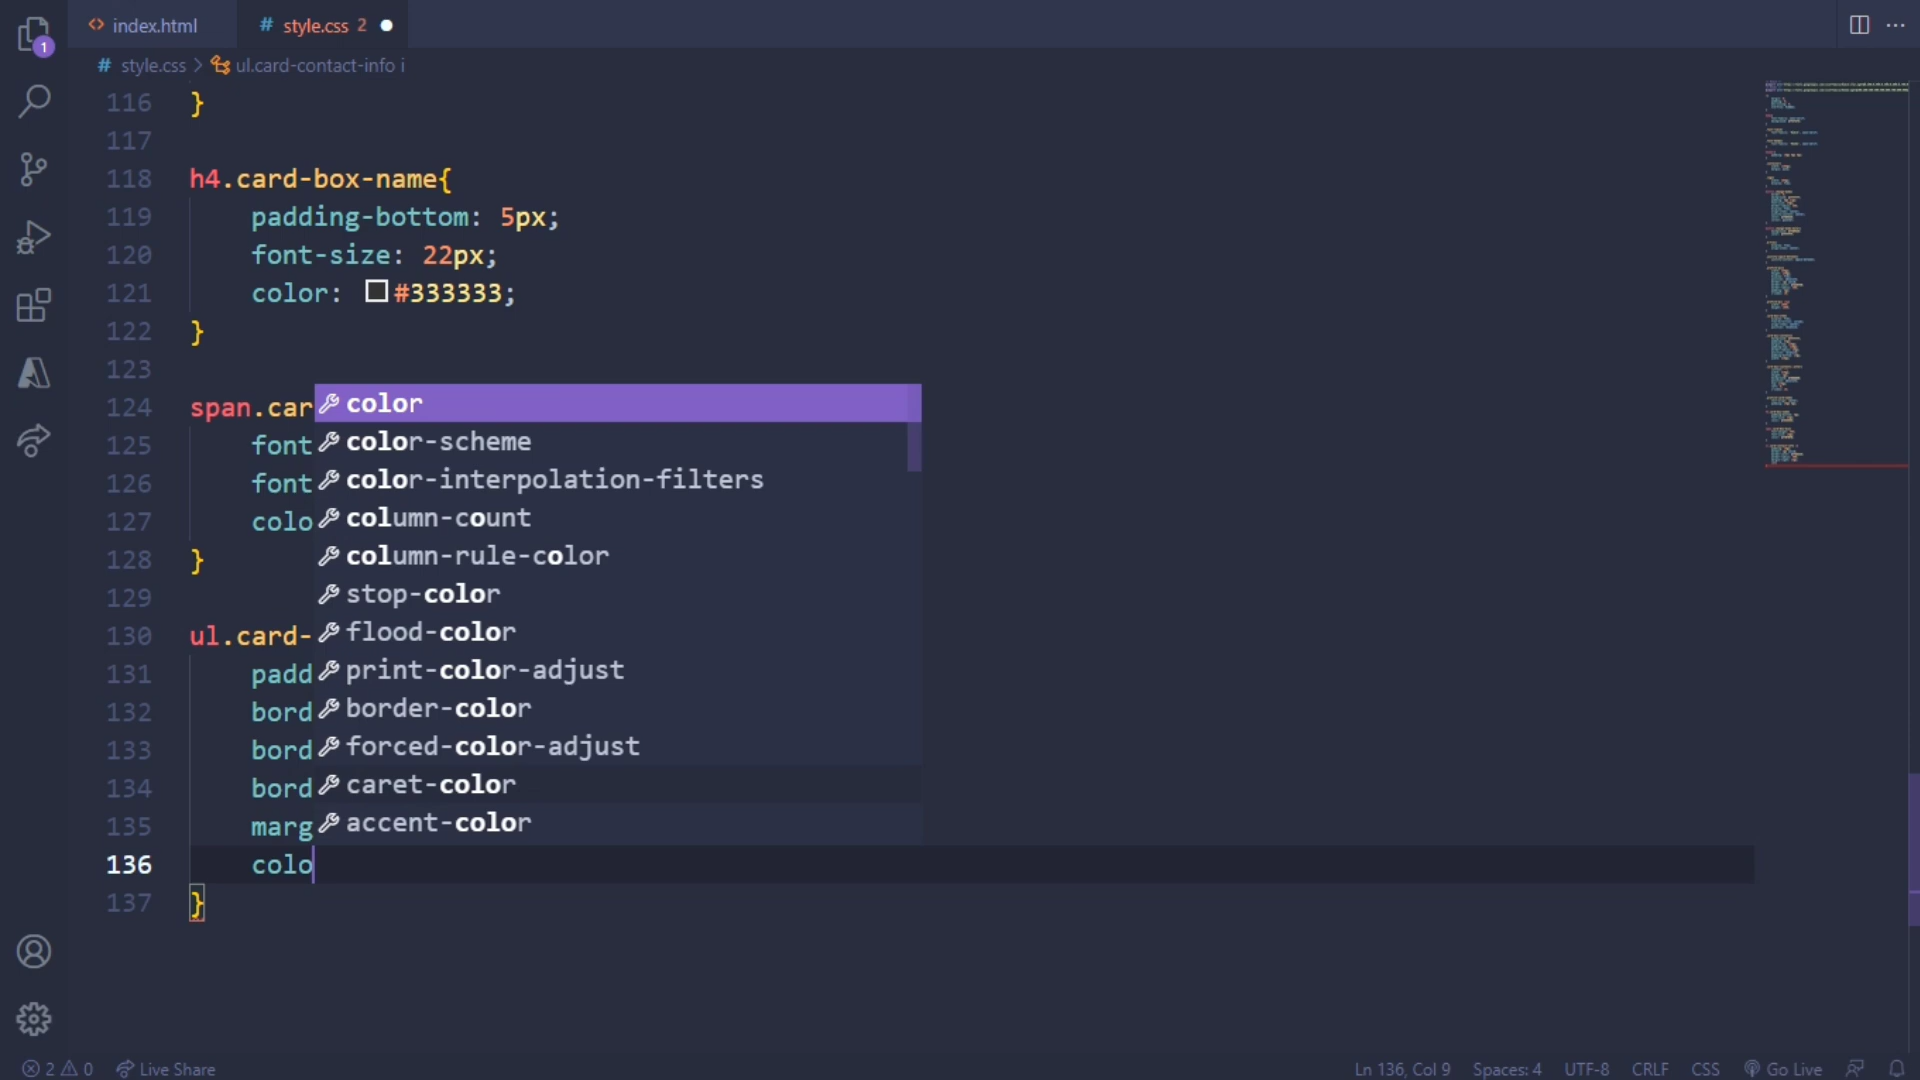 index.html
style.css 2
1
style.css > ul.card-contact-info i
116 }
117
118 h4.card-box-name{
119 padding-bottom: 5px;
120 font-size: 22px;
121 color: #333333;
122 }
123
124 span.car
125 font
126 font
127 colo
128 }
129
130 ul.card-
131 padd
132 bord
133 bord
134 bord
135 marg
136 colo
137 }
color
color-scheme
color-interpolation-filters
column-count
column-rule-color
stop-color
flood-color
print-color-adjust
border-color
forced-color-adjust
caret-color
accent-color
2 0 Live Share
Ln 136, Col 9 Spaces: 4 UTF-8 CRLF CSS Go Live